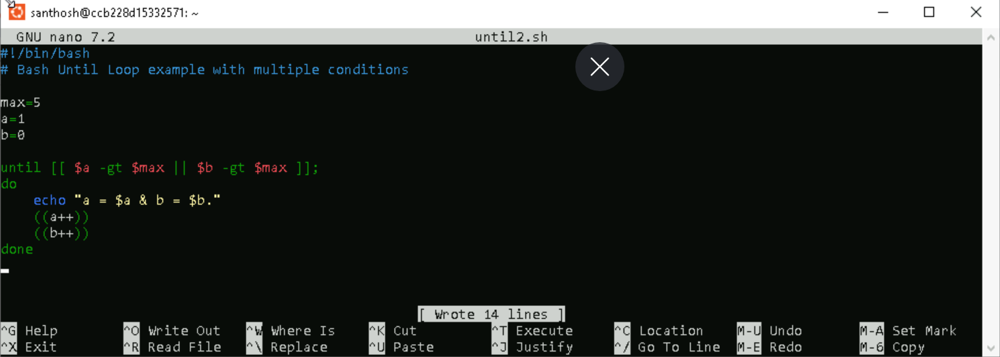 santhosh@ccb228d15332571: ~
GNU nano 7.2 until2.sh
#!/bin/bash
# Bash Until Loop example with multiple conditions
max=5
a=1
b=0
until [[ $a -gt $max || $b -gt $max ]];
do
    echo "a = $a & b = $b."
    ((a++))
    ((b++))
done
[ Wrote 14 lines ]
^G Help ^O Write Out ^W Where Is ^K Cut ^T Execute ^C Location M-U Undo M-A Set Mark
^X Exit ^R Read File ^\ Replace ^U Paste ^J Justify ^/ Go To Line M-E Redo M-6 Copy